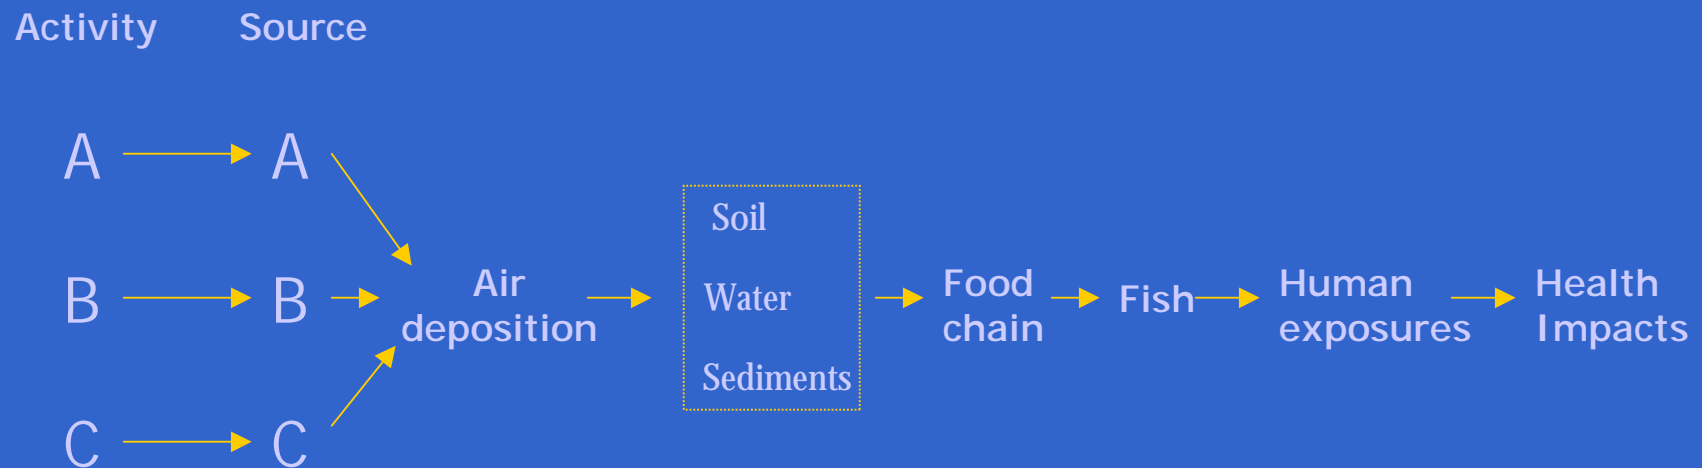 Activity Source
A A
Soil
B B Air Water Food Fish Human Health
deposition chain exposures Impacts
Sediments
C C